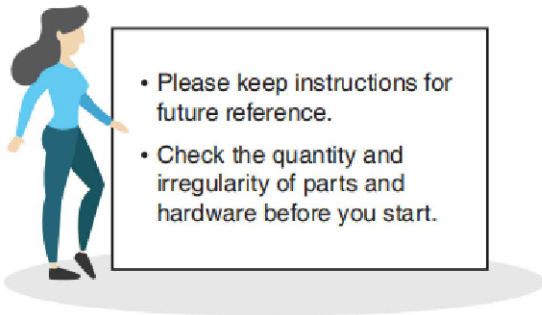 • Please keep instructions for
future reference.
• Check the quantity and
irregularity of parts and
hardware before you start.